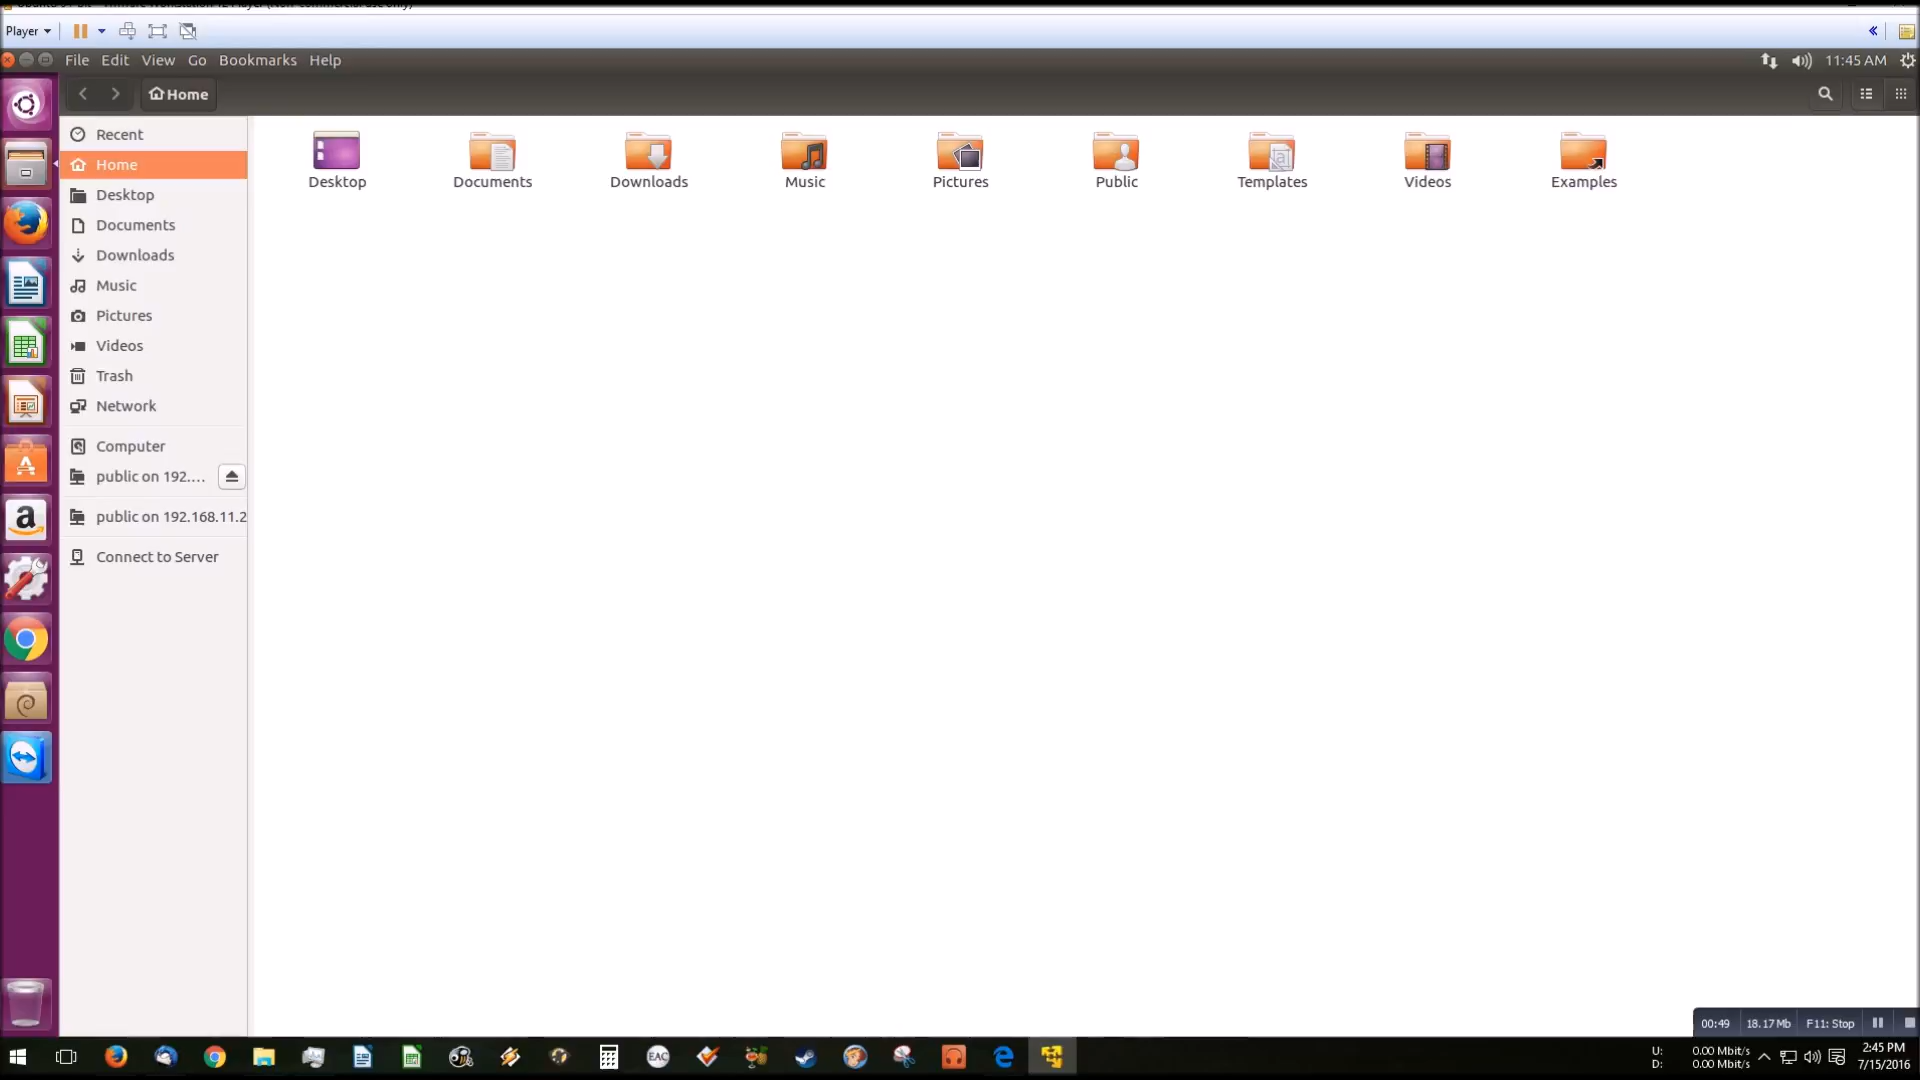 Player
File Edit View Go Bookmarks Help
11:45 AM
Home
Recent
Home
Desktop
Documents
Downloads
Music
Pictures
Videos
Trash
Network
Computer
public on 192....
public on 192.168.11.2
Connect to Server
Desktop
Documents
Downloads
Music
Pictures
Public
Templates
Videos
Examples
00:49 18.17Mb F11: Stop
EAC
U: 0.00 Mbit/s
D: 0.00 Mbit/s
2:45 PM
7/15/2016